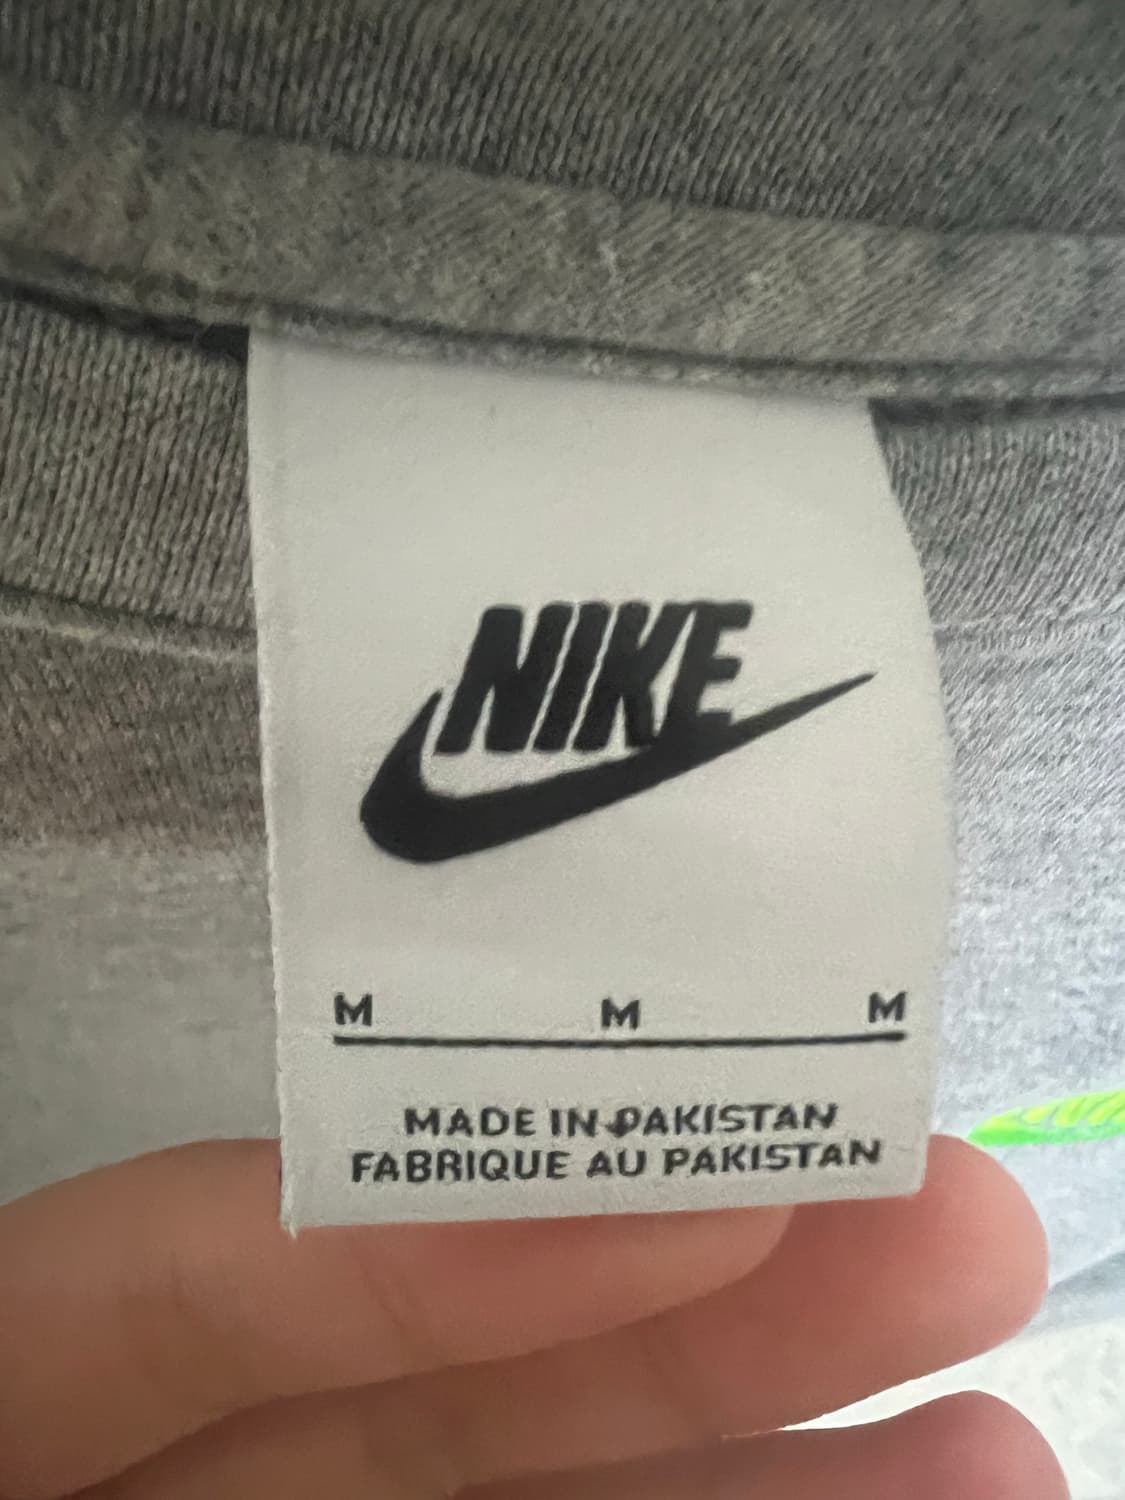 NIKE
M M M
MADE IN PAKISTAN
FABRIQUE AU PAKISTAN